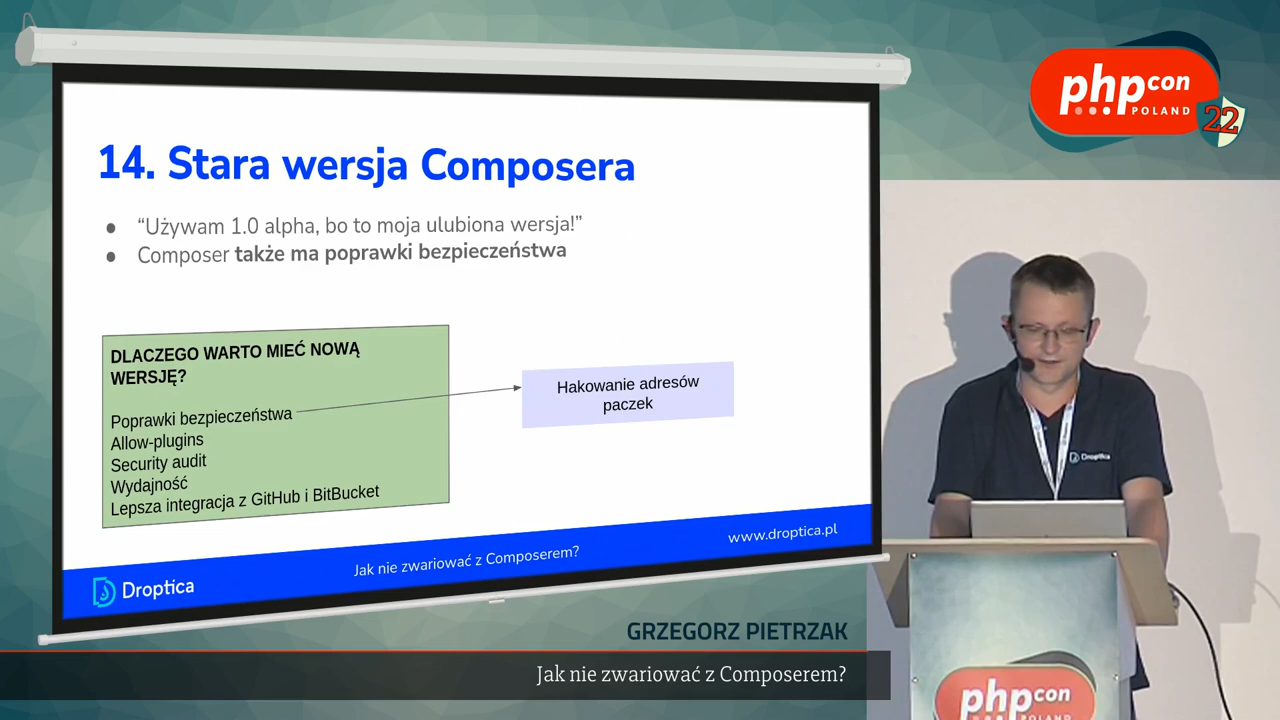 php con
POLAND
22
14. Stara wersja Composera
● “Używam 1.0 alpha, bo to moja ulubiona wersja!”
● Composer także ma poprawki bezpieczeństwa
DLACZEGO WARTO MIEĆ NOWĄ
WERSJĘ?
Poprawki bezpieczeństwa
Allow-plugins
Security audit
Wydajność
Lepsza integracja z GitHub i BitBucket
Hakowanie adresów
paczek
Droptica
Jak nie zwariować z Composerem?
www.droptica.pl
Droptica
GRZEGORZ PIETRZAK
Jak nie zwariować z Composerem?
php con
POLAND